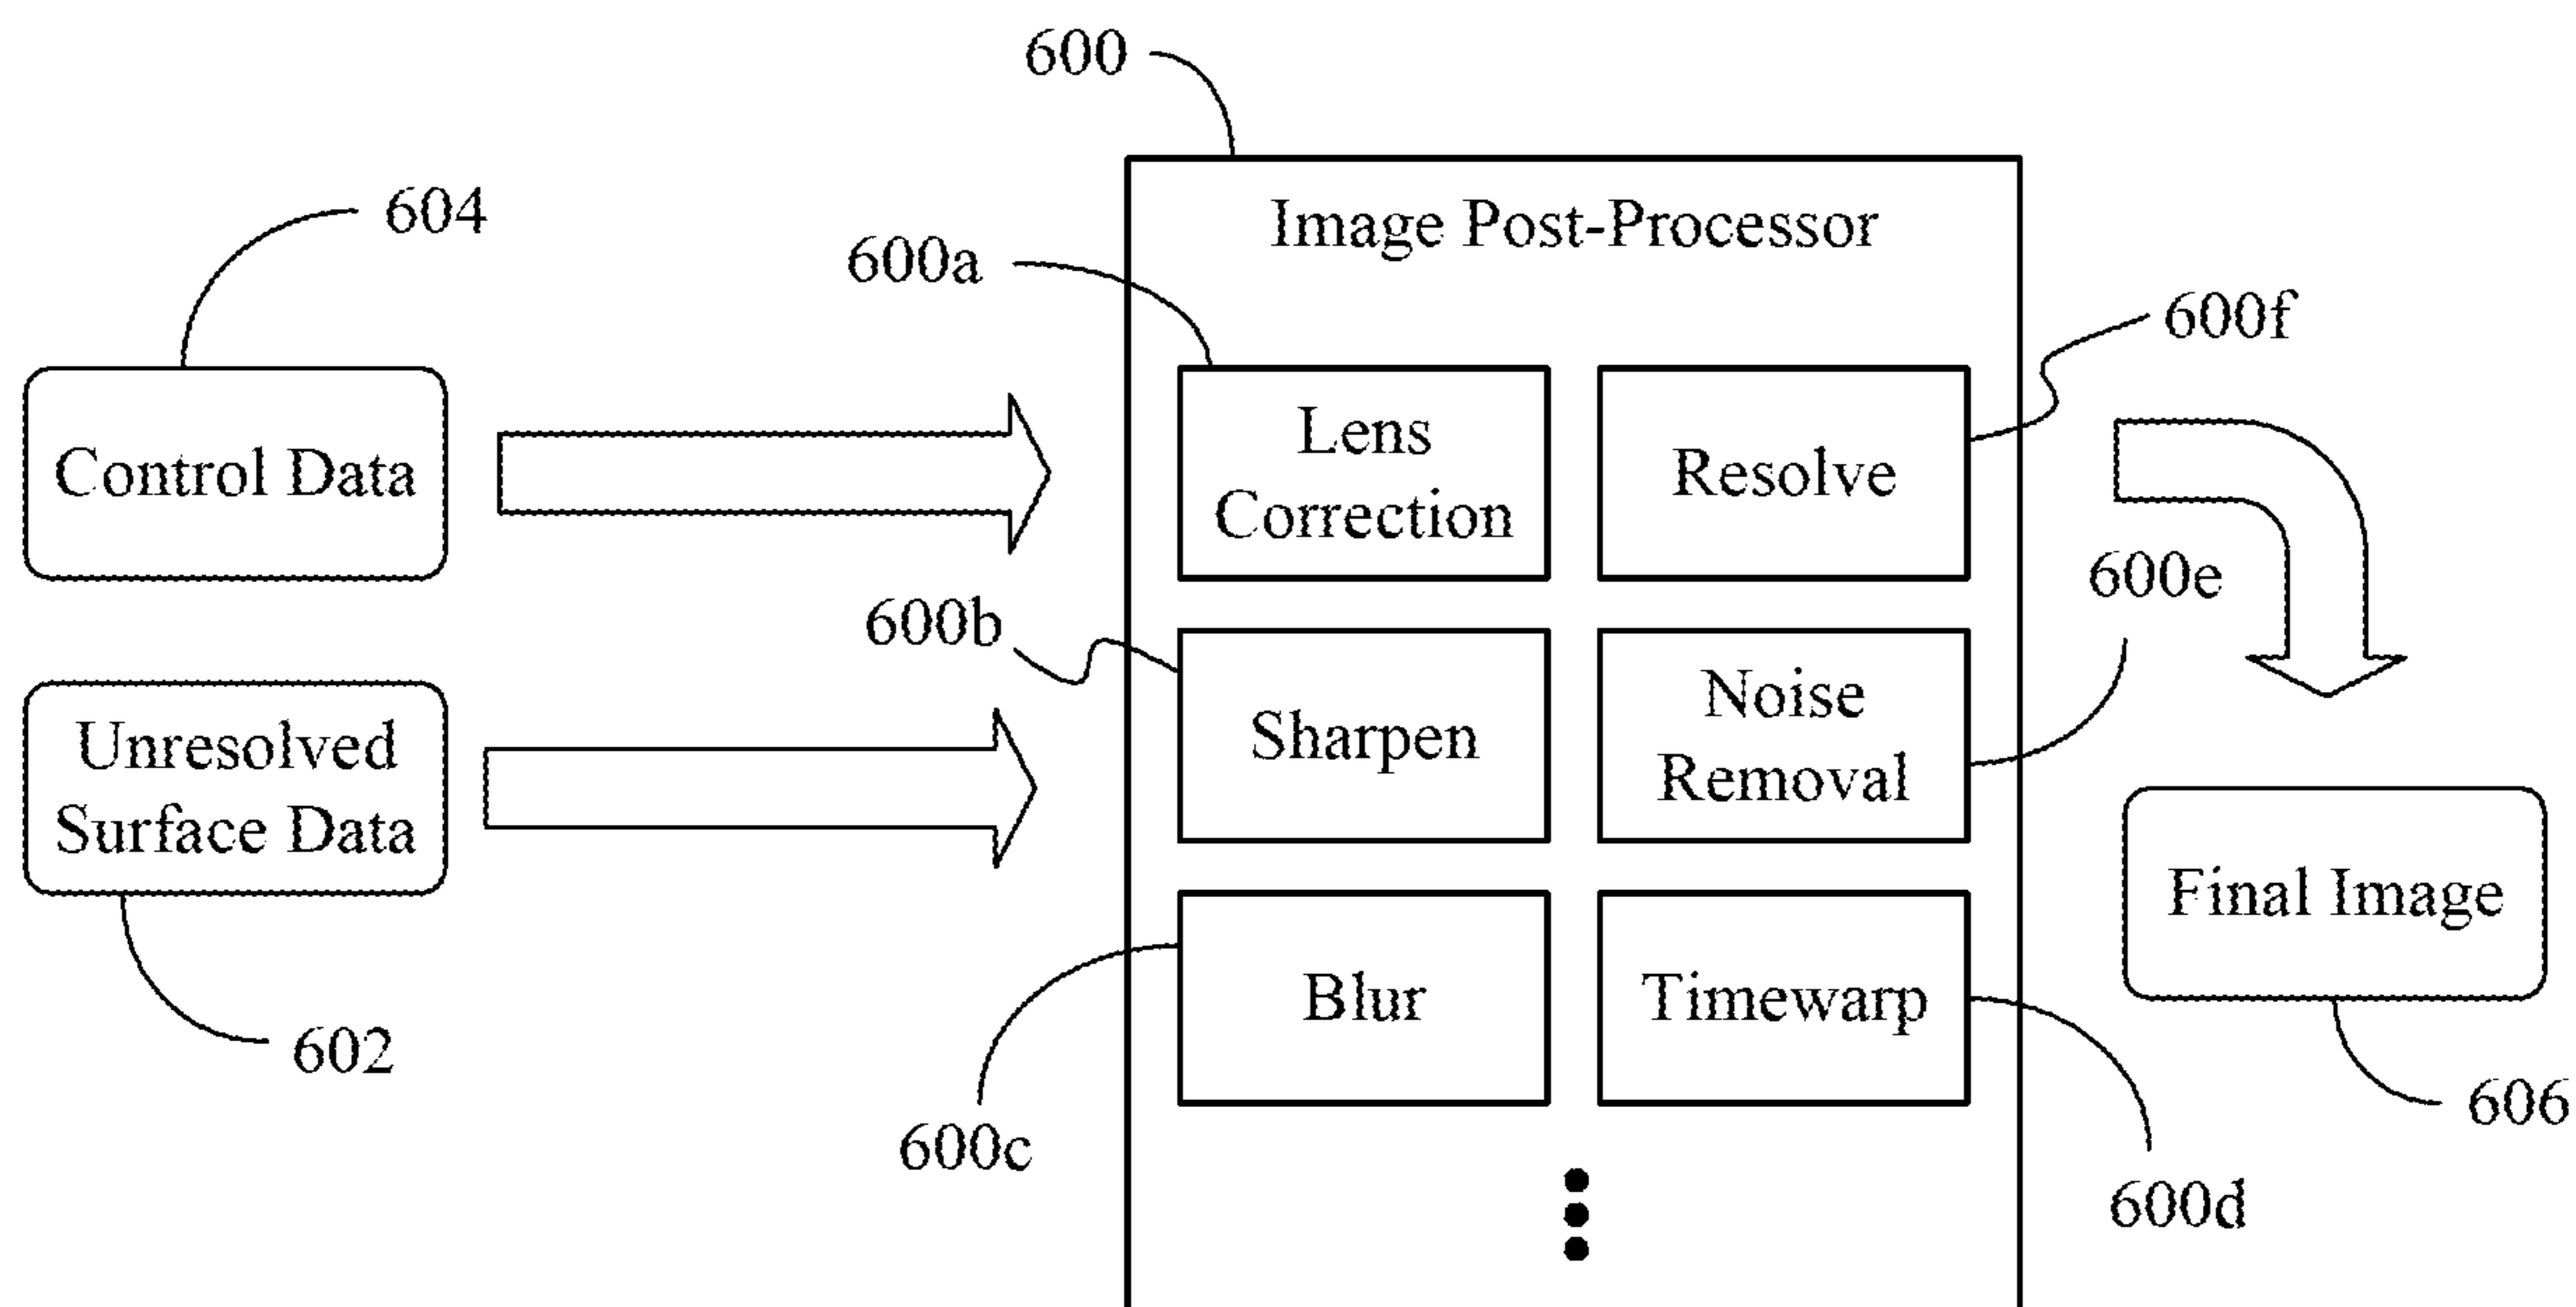 600
604
Image Post-Processor
600a
600f
Control Data
Lens
Correction
Resolve
600e
600b
Unresolved
Surface Data
Sharpen
Noise
Removal
Final Image
602
Blur
Timewarp
606
600c
600d